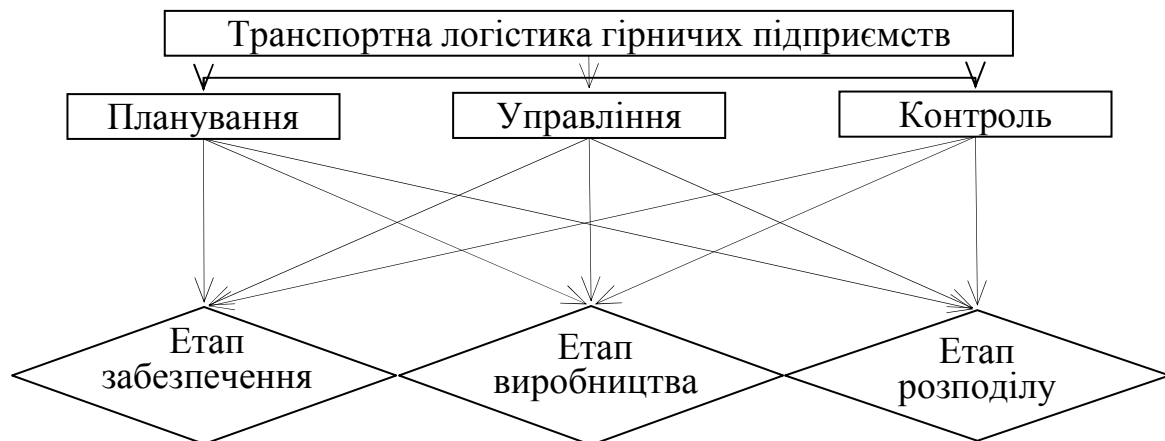 Транспортна логістика гірничих підприємств
Планування
Управління
Контроль
Етап
забезпечення
Етап
виробництва
Етап
розподілу